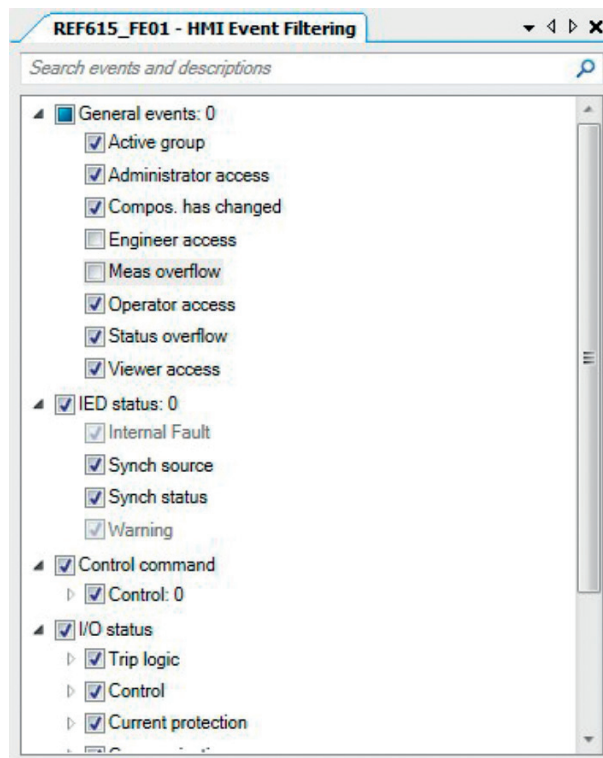 REF615_FE01 - HMI Event Filtering
Search events and descriptions
General events: 0
Active group
Administrator access
Compos. has changed
Engineer access
Meas overflow
Operator access
Status overflow
Viewer access
IED status: 0
Internal Fault
Synch source
Synch status
Warning
Control command
Control: 0
I/O status
Trip logic
Control
Current protection